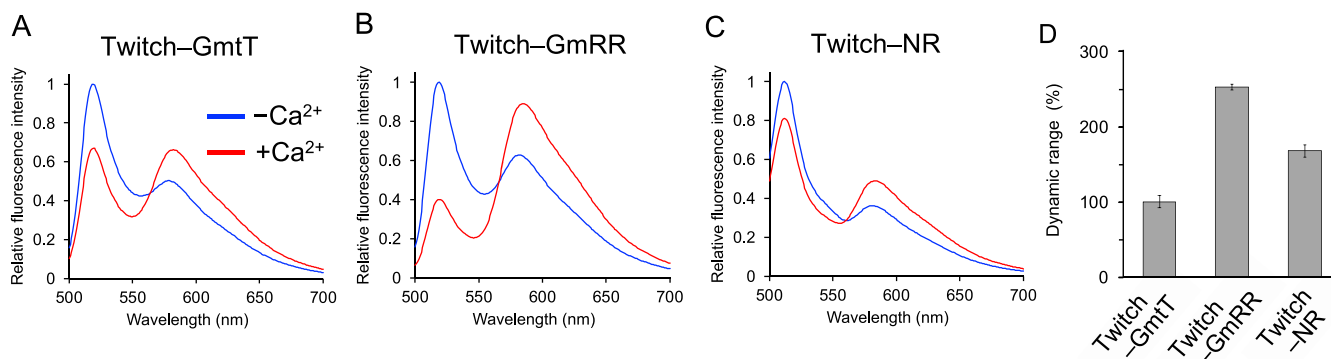 A
Twitch–GmtT
Relative fluorescence intensity
1
0.8
0.6
0.4
0.2
0
500
550
600
650
700
Wavelength (nm)
−Ca²⁺
+Ca²⁺
B
Twitch–GmRR
Relative fluorescence intensity
1
0.8
0.6
0.4
0.2
0
500
550
600
650
700
Wavelength (nm)
C
Twitch–NR
Relative fluorescence intensity
1
0.8
0.6
0.4
0.2
0
500
550
600
650
700
Wavelength (nm)
D
Dynamic range (%)
300
250
200
150
100
50
0
Twitch
–GmtT
Twitch
–GmRR
Twitch
–NR